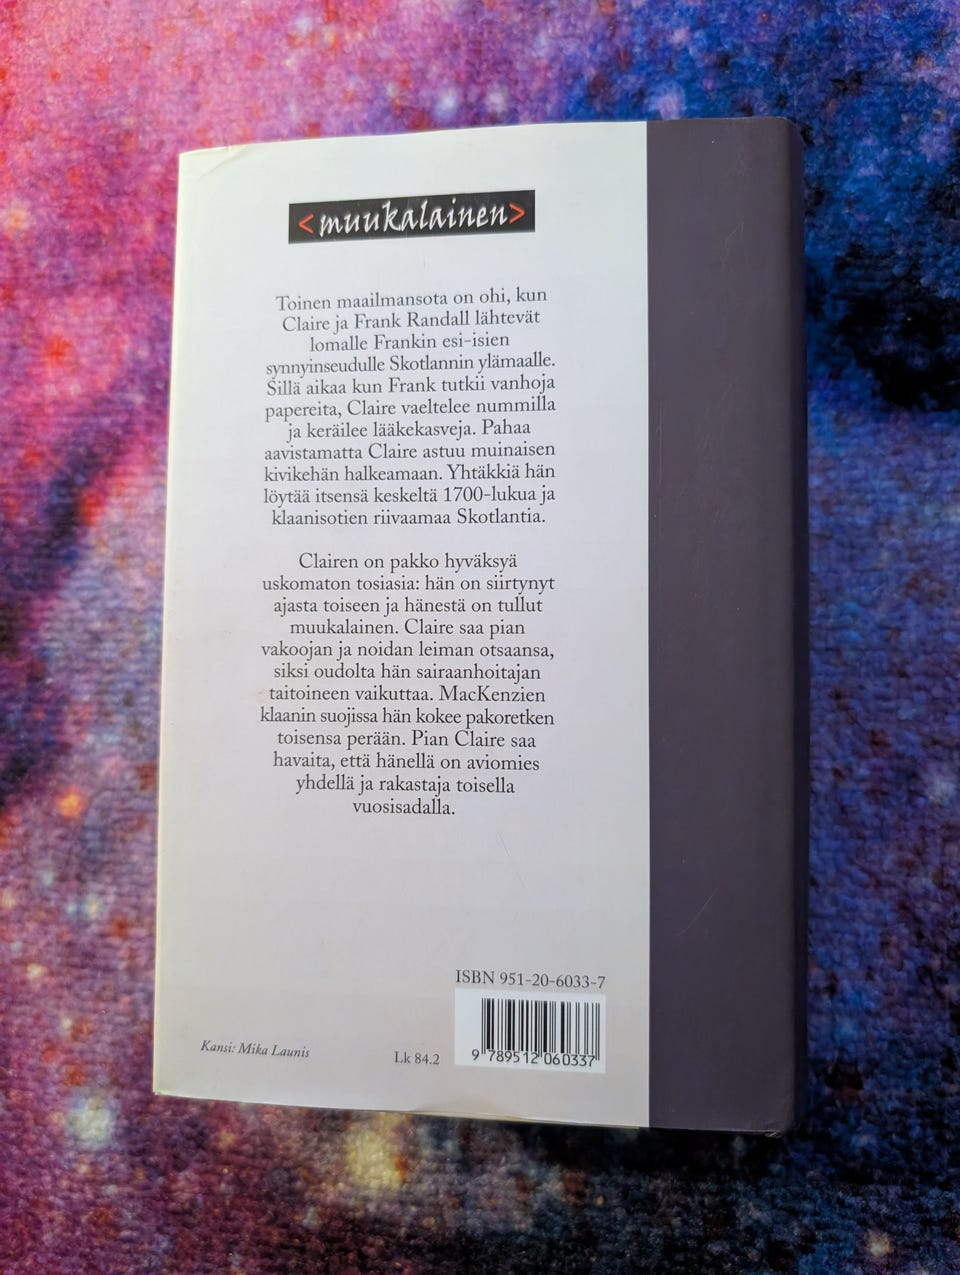 <muukalainen>
Toinen maailmansota on ohi, kun
Claire ja Frank Randall lähtevät
lomalle Frankin esi-isien
synnyinseudulle Skotlannin ylämaalle.
Sillä aikaa kun Frank tutkii vanhoja
papereita, Claire vaeltelee nummilla
ja keräilee lääkekasveja. Pahaa
aavistamatta Claire astuu muinaisen
kivikehän halkeamaan. Yhtäkkiä hän
löytää itsensä keskeltä 1700-lukua ja
klaanisotien riivaamaa Skotlantia.
Clairen on pakko hyväksyä
uskomaton tosiasia: hän on siirtynyt
ajasta toiseen ja hänestä on tullut
muukalainen. Claire saa pian
vakoojan ja noidan leiman otsaansa,
siksi oudolta hän sairaanhoitajan
taitoineen vaikuttaa. MacKenzien
klaanin suojissa hän kokee pakoretken
toisensa perään. Pian Claire saa
havaita, että hänellä on aviomies
yhdellä ja rakastaja toisella
vuosisadalla.
ISBN 951-20-6033-7
9 789512 060337
Lk 84.2
Kansi: Mika Launis